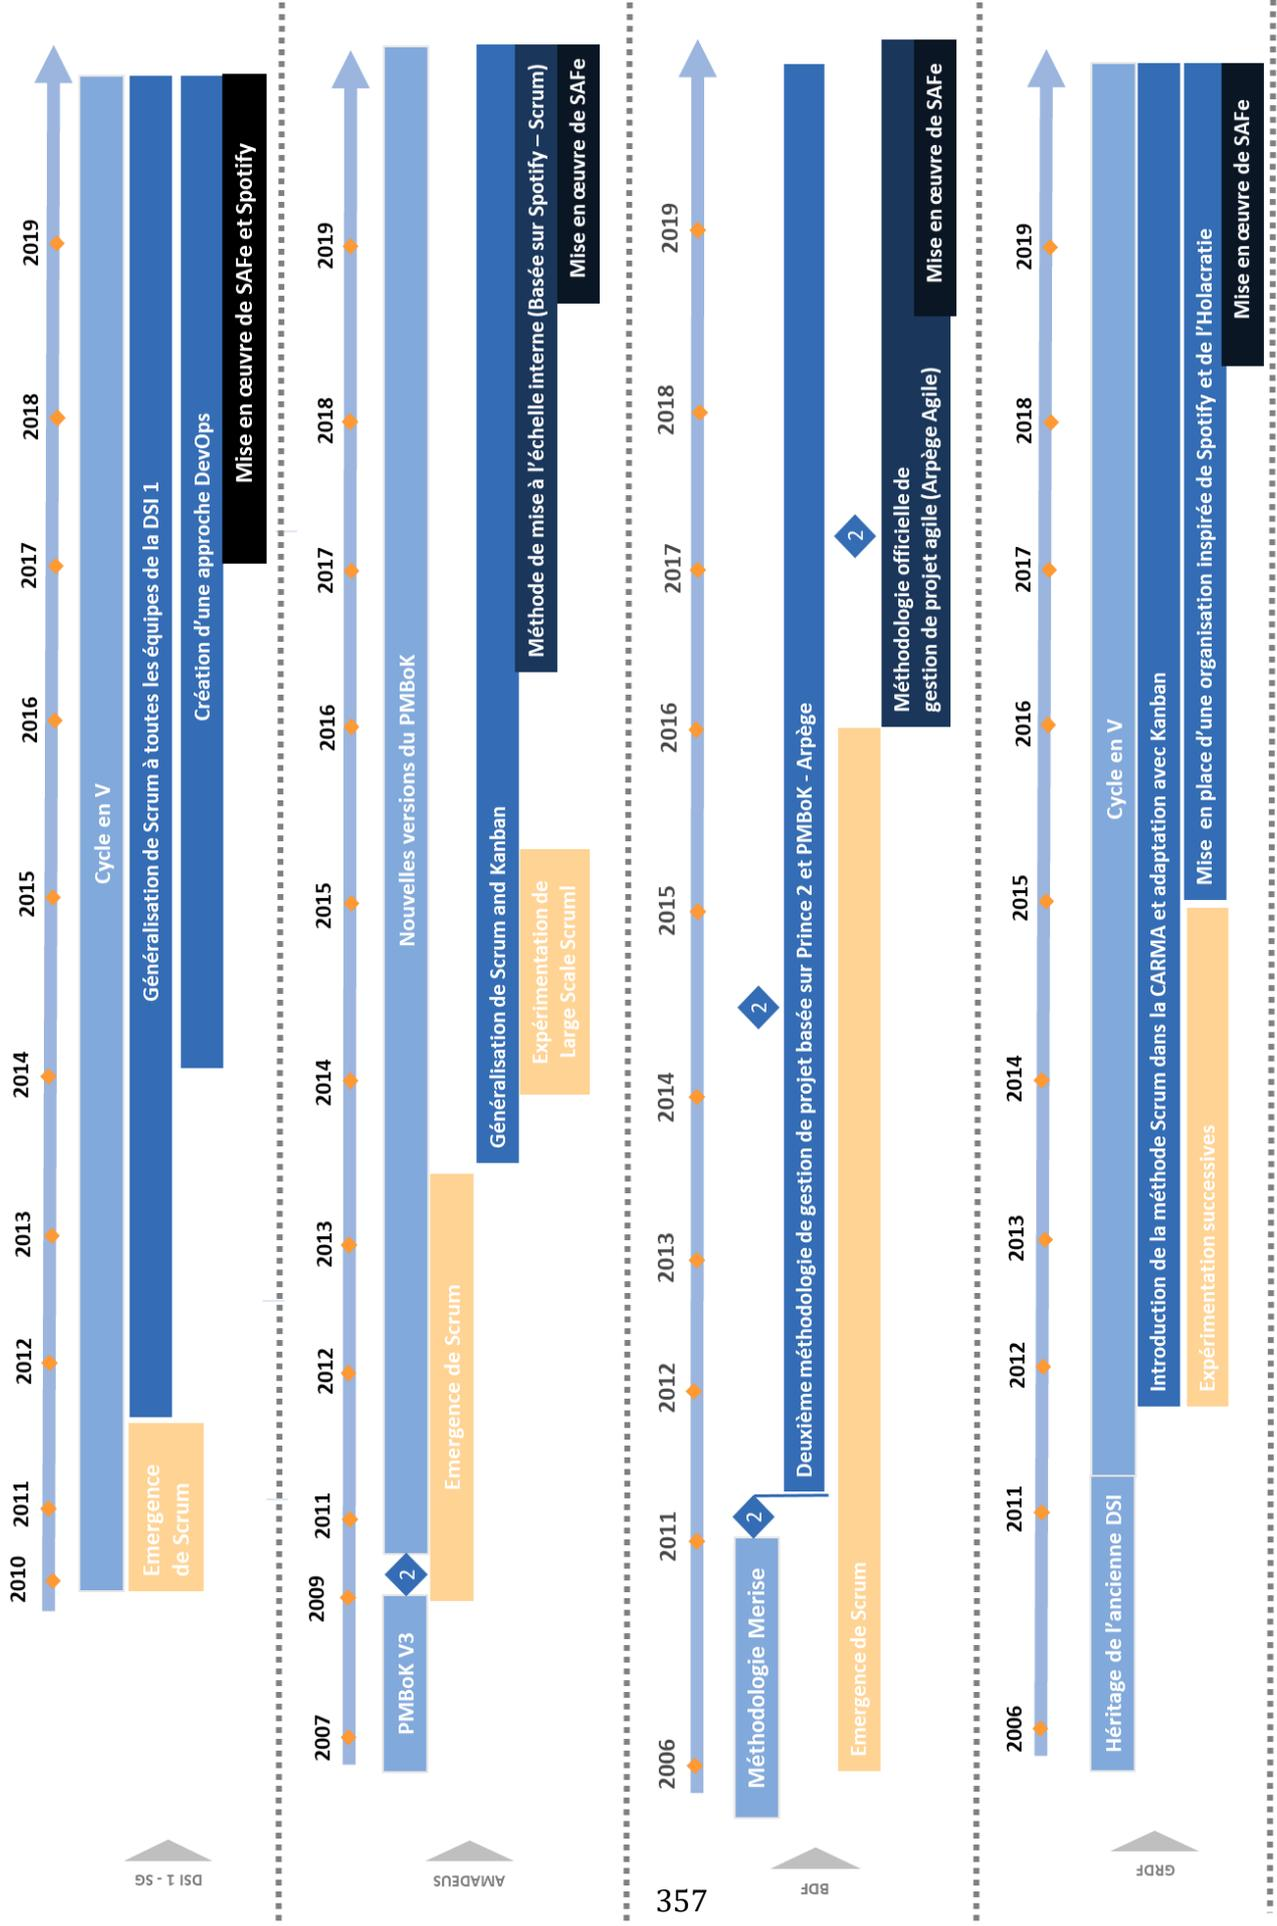 DSI 1 - SG
2010
2011
2012
2013
2014
2015
2016
2017
2018
2019
Cycle en V
Emergence
de Scrum
Généralisation de Scrum à toutes les équipes de la DSI 1
Création d'une approche DevOps
Mise en œuvre de SAFe et Spotify
AMADEUS
2007
2009
2011
2012
2013
2014
2015
2016
2017
2018
2019
PMBoK V3
2
Nouvelles versions du PMBoK
Emergence de Scrum
Généralisation de Scrum and Kanban
Expérimentation de
Large Scale Scruml
Méthode de mise à l'échelle interne (Basée sur Spotify – Scrum)
Mise en œuvre de SAFe
BDF
2006
2011
2012
2013
2014
2015
2016
2017
2018
2019
Méthodologie Merise
2
2
Deuxième méthodologie de gestion de projet basée sur Prince 2 et PMBoK - Arpège
Emergence de Scrum
2
Méthodologie officielle de
gestion de projet agile (Arpège Agile)
Mise en œuvre de SAFe
GRDF
2006
2011
2012
2013
2014
2015
2016
2017
2018
2019
Héritage de l'ancienne DSI
Cycle en V
Introduction de la méthode Scrum dans la CARMA et adaptation avec Kanban
Expérimentation successives
Mise en place d'une organisation inspirée de Spotify et de l'Holacratie
Mise en œuvre de SAFe
357